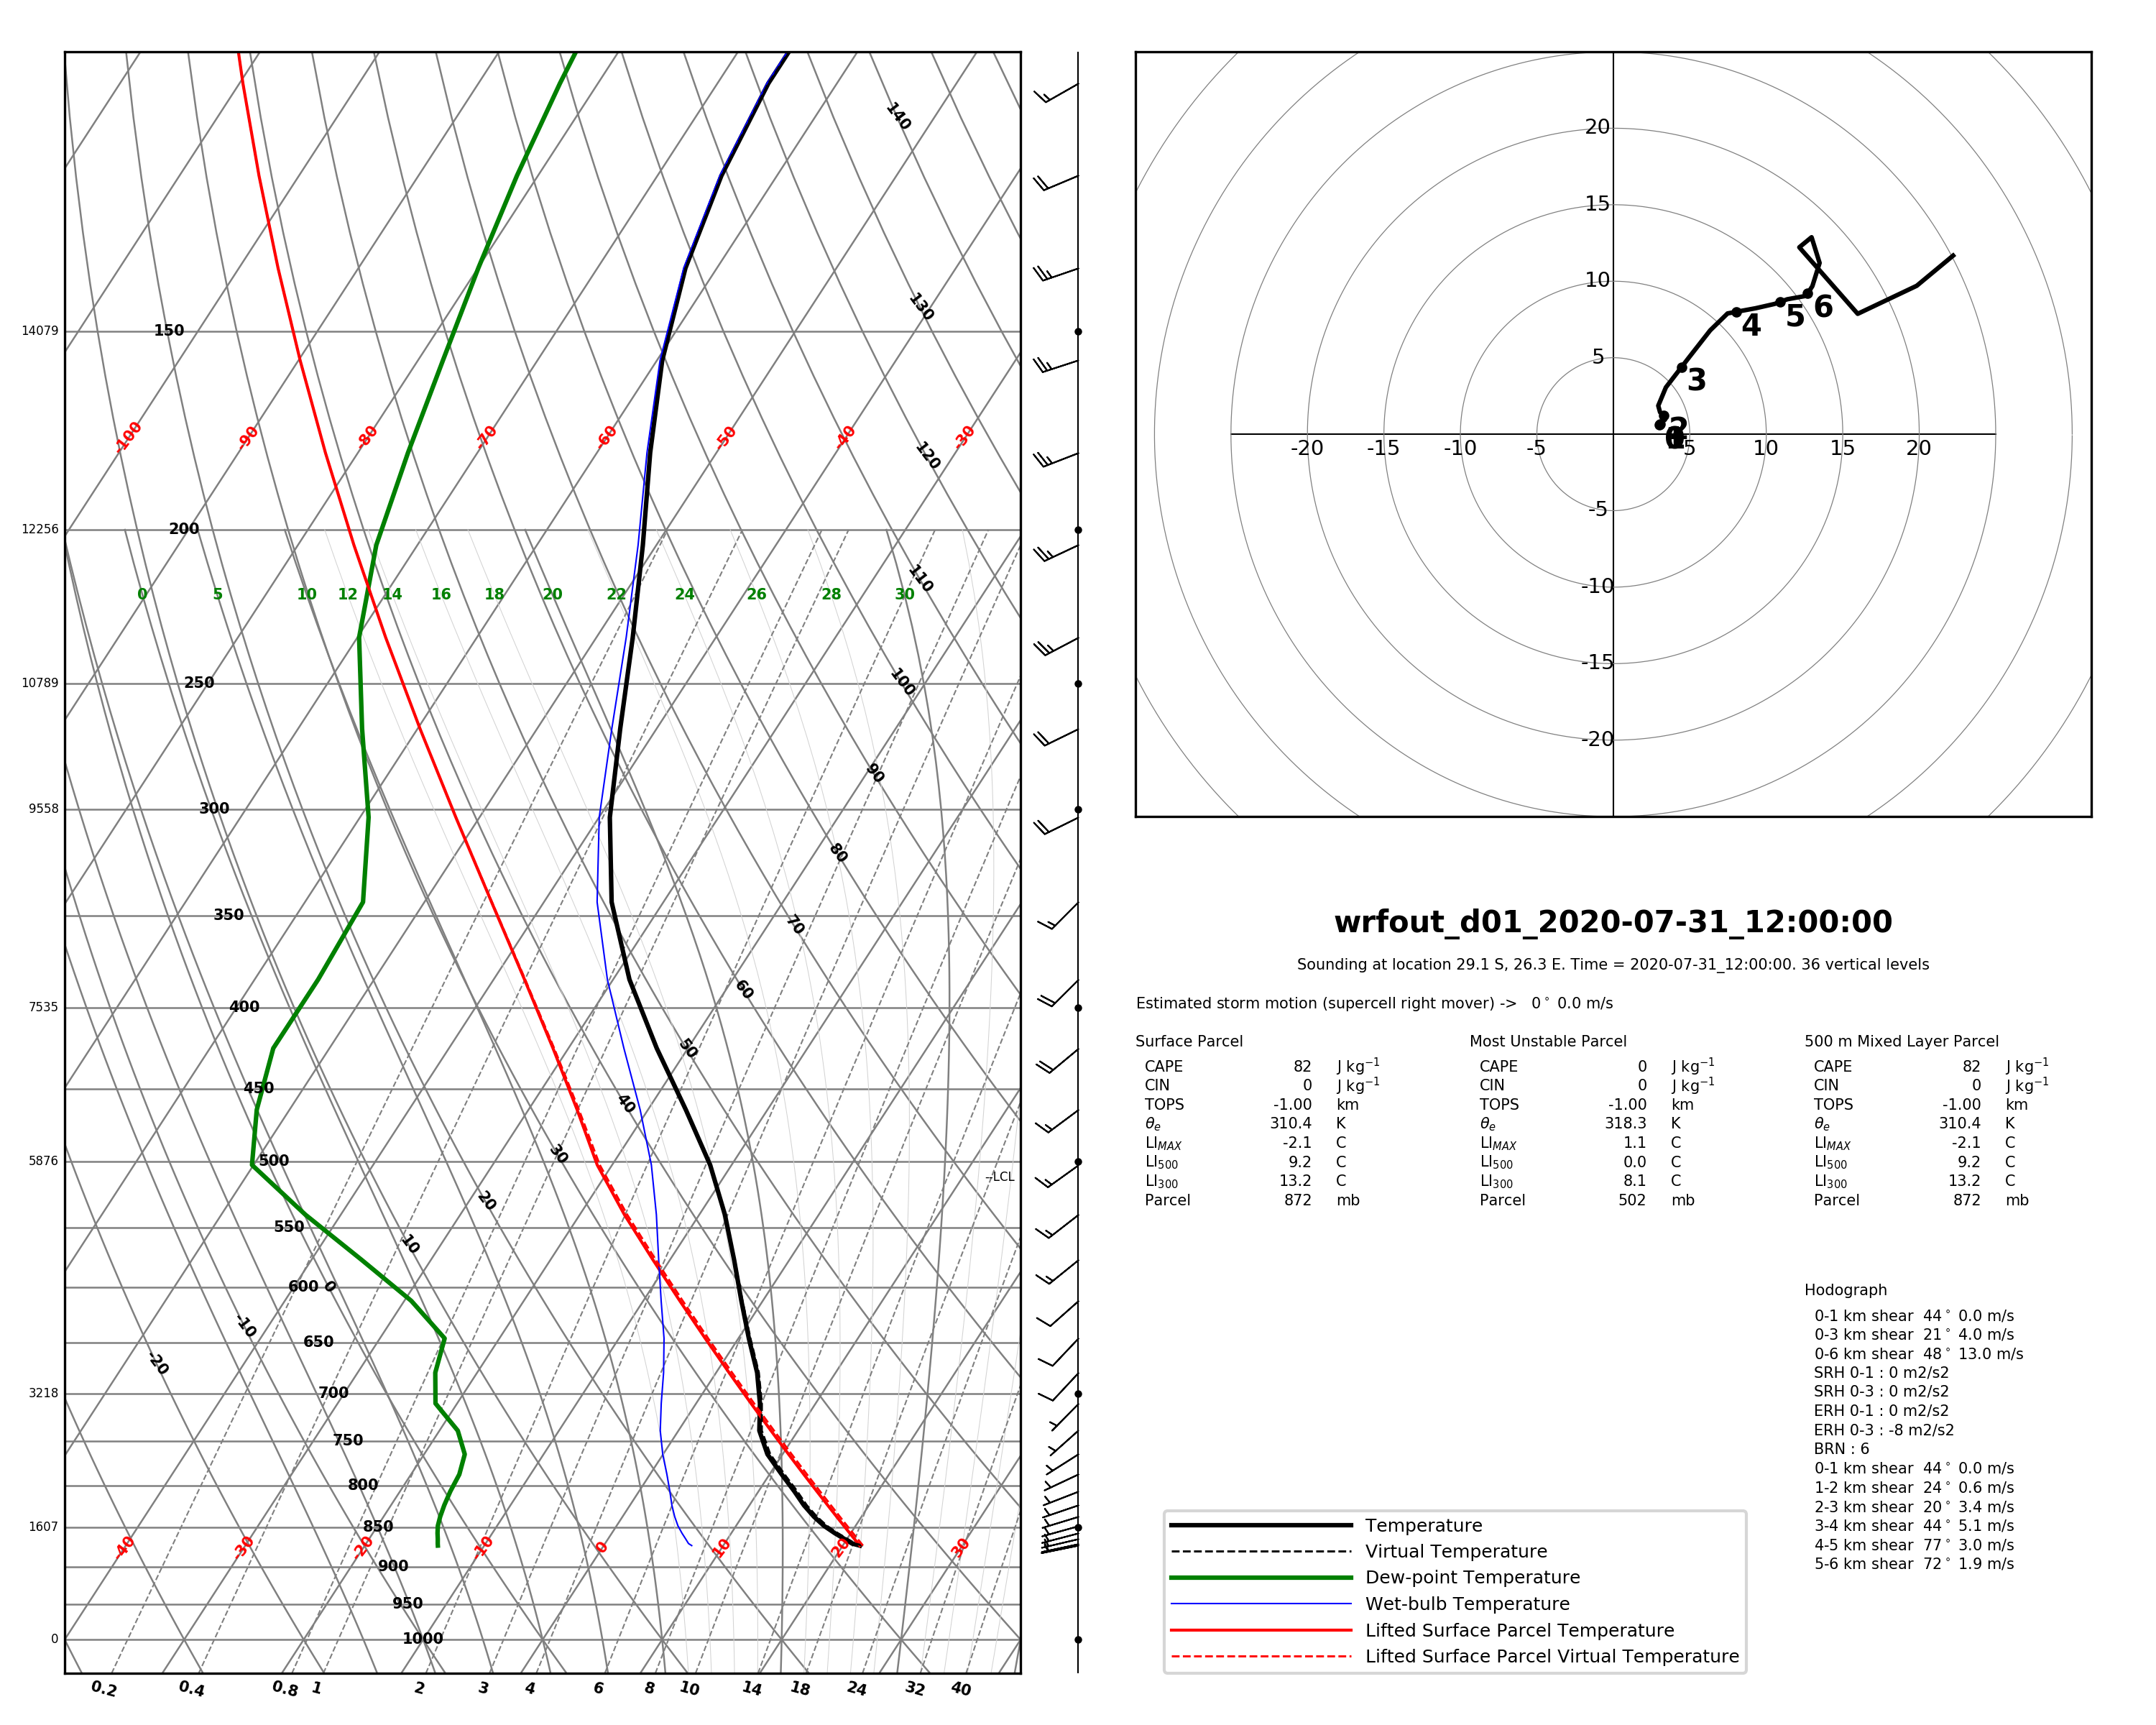 140
130
120
110
100
90
80
70
60
50
40
30
20
10
0
-10
-20
14079 150
-100 -90 -80 -70 -60 -50 -40 -30
12256 200
0 5 10 12 14 16 18 20 22 24 26 28 30
10789 250
9558 300
350
7535 400
450
5876 500
--LCL
550
600
650
3218 700
750
800
1607 850
-40 -30 -20 -10 0 10 20 30
900
950
0 1000
0.2 0.4 0.8 1 2 3 4 6 8 10 14 18 24 32 40
20
15
10
5
-20 -15 -10 -5 5 10 15 20
-5
-10
-15
-20
2
3
4
5
6
wrfout_d01_2020-07-31_12:00:00
Sounding at location 29.1 S, 26.3 E. Time = 2020-07-31_12:00:00. 36 vertical levels
Estimated storm motion (supercell right mover) -> 0° 0.0 m/s
Surface Parcel
CAPE 82 J kg⁻¹
CIN 0 J kg⁻¹
TOPS -1.00 km
θe 310.4 K
LIMAX -2.1 C
LI500 9.2 C
LI300 13.2 C
Parcel 872 mb
Most Unstable Parcel
CAPE 0 J kg⁻¹
CIN 0 J kg⁻¹
TOPS -1.00 km
θe 318.3 K
LIMAX 1.1 C
LI500 0.0 C
LI300 8.1 C
Parcel 502 mb
500 m Mixed Layer Parcel
CAPE 82 J kg⁻¹
CIN 0 J kg⁻¹
TOPS -1.00 km
θe 310.4 K
LIMAX -2.1 C
LI500 9.2 C
LI300 13.2 C
Parcel 872 mb
Hodograph
0-1 km shear 44° 0.0 m/s
0-3 km shear 21° 4.0 m/s
0-6 km shear 48° 13.0 m/s
SRH 0-1 : 0 m2/s2
SRH 0-3 : 0 m2/s2
ERH 0-1 : 0 m2/s2
ERH 0-3 : -8 m2/s2
BRN : 6
0-1 km shear 44° 0.0 m/s
1-2 km shear 24° 0.6 m/s
2-3 km shear 20° 3.4 m/s
3-4 km shear 44° 5.1 m/s
4-5 km shear 77° 3.0 m/s
5-6 km shear 72° 1.9 m/s
Temperature
Virtual Temperature
Dew-point Temperature
Wet-bulb Temperature
Lifted Surface Parcel Temperature
Lifted Surface Parcel Virtual Temperature